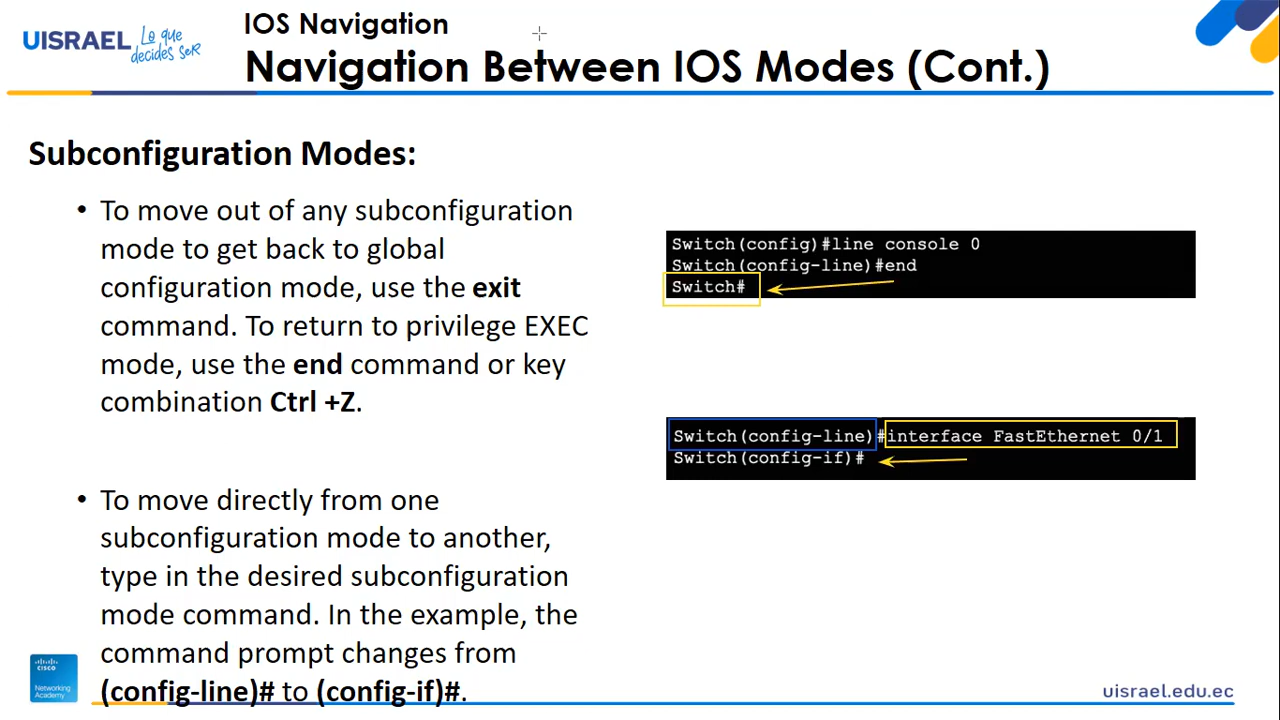 UISRAEL Lo que decides seR
IOS Navigation
Navigation Between IOS Modes (Cont.)
Subconfiguration Modes:
• To move out of any subconfiguration
mode to get back to global
configuration mode, use the exit
command. To return to privilege EXEC
mode, use the end command or key
combination Ctrl +Z.
• To move directly from one
subconfiguration mode to another,
type in the desired subconfiguration
mode command. In the example, the
command prompt changes from
(config-line)# to (config-if)#.
Switch(config)#line console 0
Switch(config-line)#end
Switch#
Switch(config-line)#interface FastEthernet 0/1
Switch(config-if)#
CISCO
Networking
Academy
uisrael.edu.ec